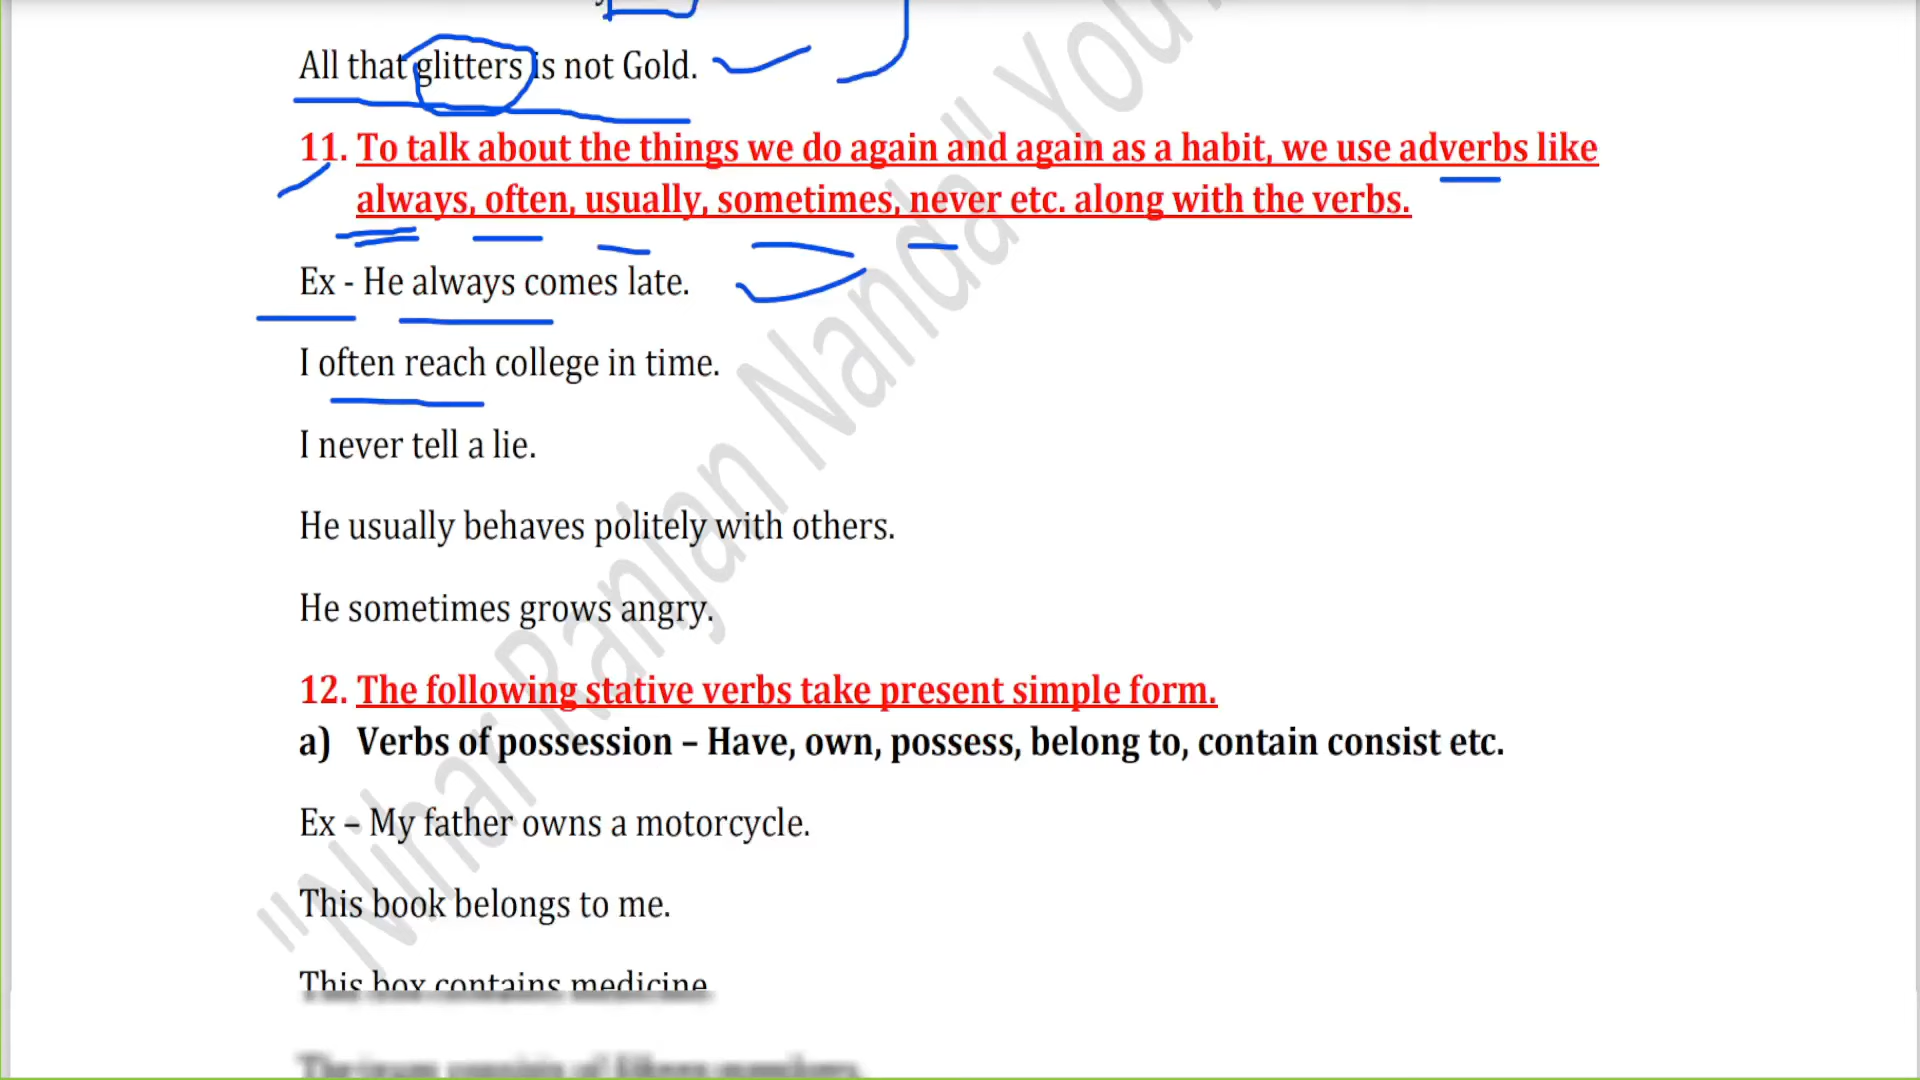 All that glitters is not Gold.
11. To talk about the things we do again and again as a habit, we use adverbs like
always, often, usually, sometimes, never etc. along with the verbs.
Ex - He always comes late.
I often reach college in time.
I never tell a lie.
He usually behaves politely with others.
He sometimes grows angry.
12. The following stative verbs take present simple form.
a) Verbs of possession – Have, own, possess, belong to, contain consist etc.
Ex – My father owns a motorcycle.
This book belongs to me.
This box contains medicine.
"Nihar Ranjan Nanda" You